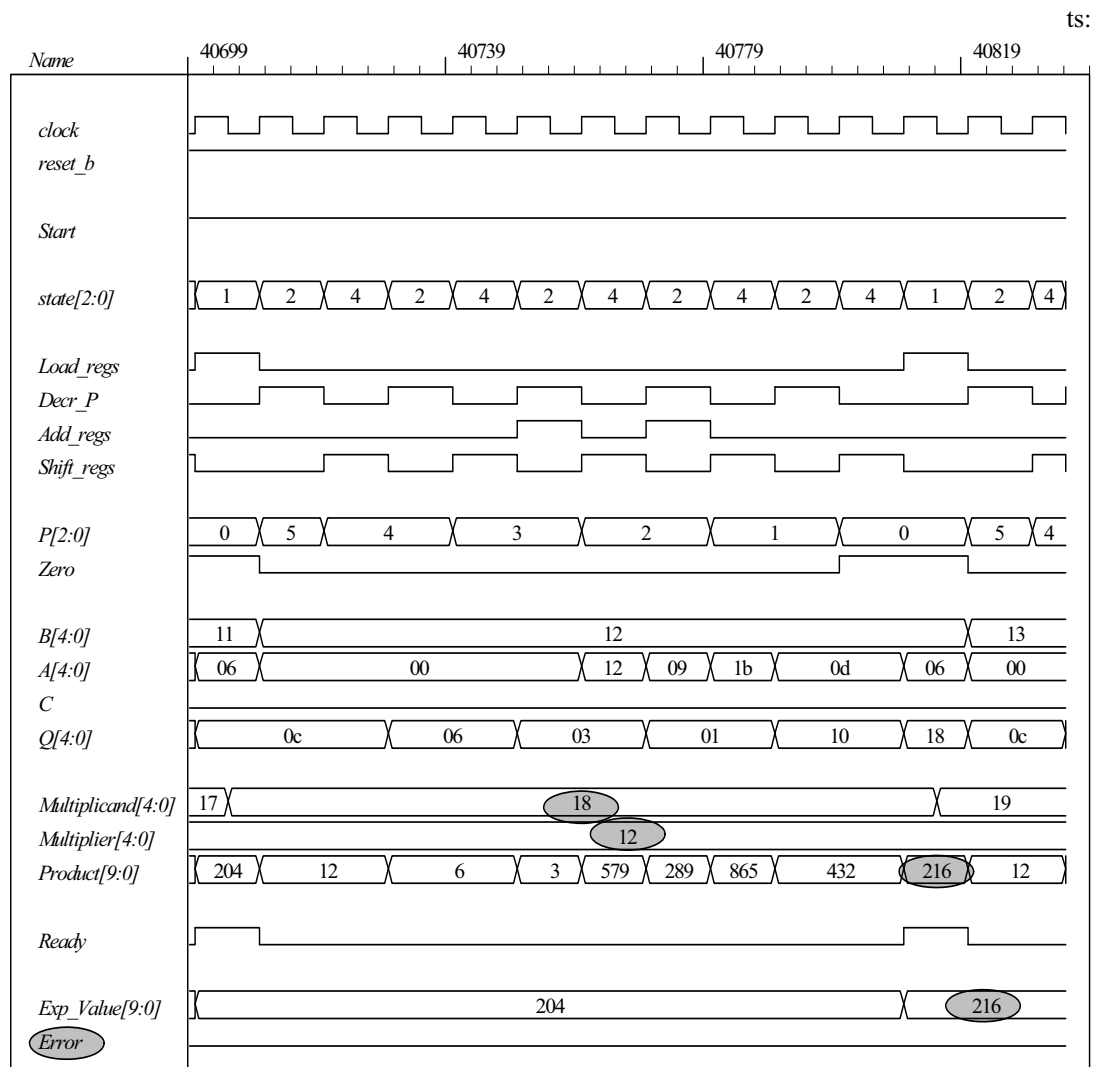 ts:
Name 40699 40739 40779 40819
clock
reset_b
Start
state[2:0] 1 2 4 2 4 2 4 2 4 2 4 1 2 4
Load_regs
Decr_P
Add_regs
Shift_regs
P[2:0] 0 5 4 3 2 1 0 5 4
Zero
B[4:0] 11 12 13
A[4:0] 06 00 12 09 1b 0d 06 00
C
Q[4:0] 0c 06 03 01 10 18 0c
Multiplicand[4:0] 17 18 19
Multiplier[4:0] 12
Product[9:0] 204 12 6 3 579 289 865 432 216 12
Ready
Exp_Value[9:0] 204 216
Error